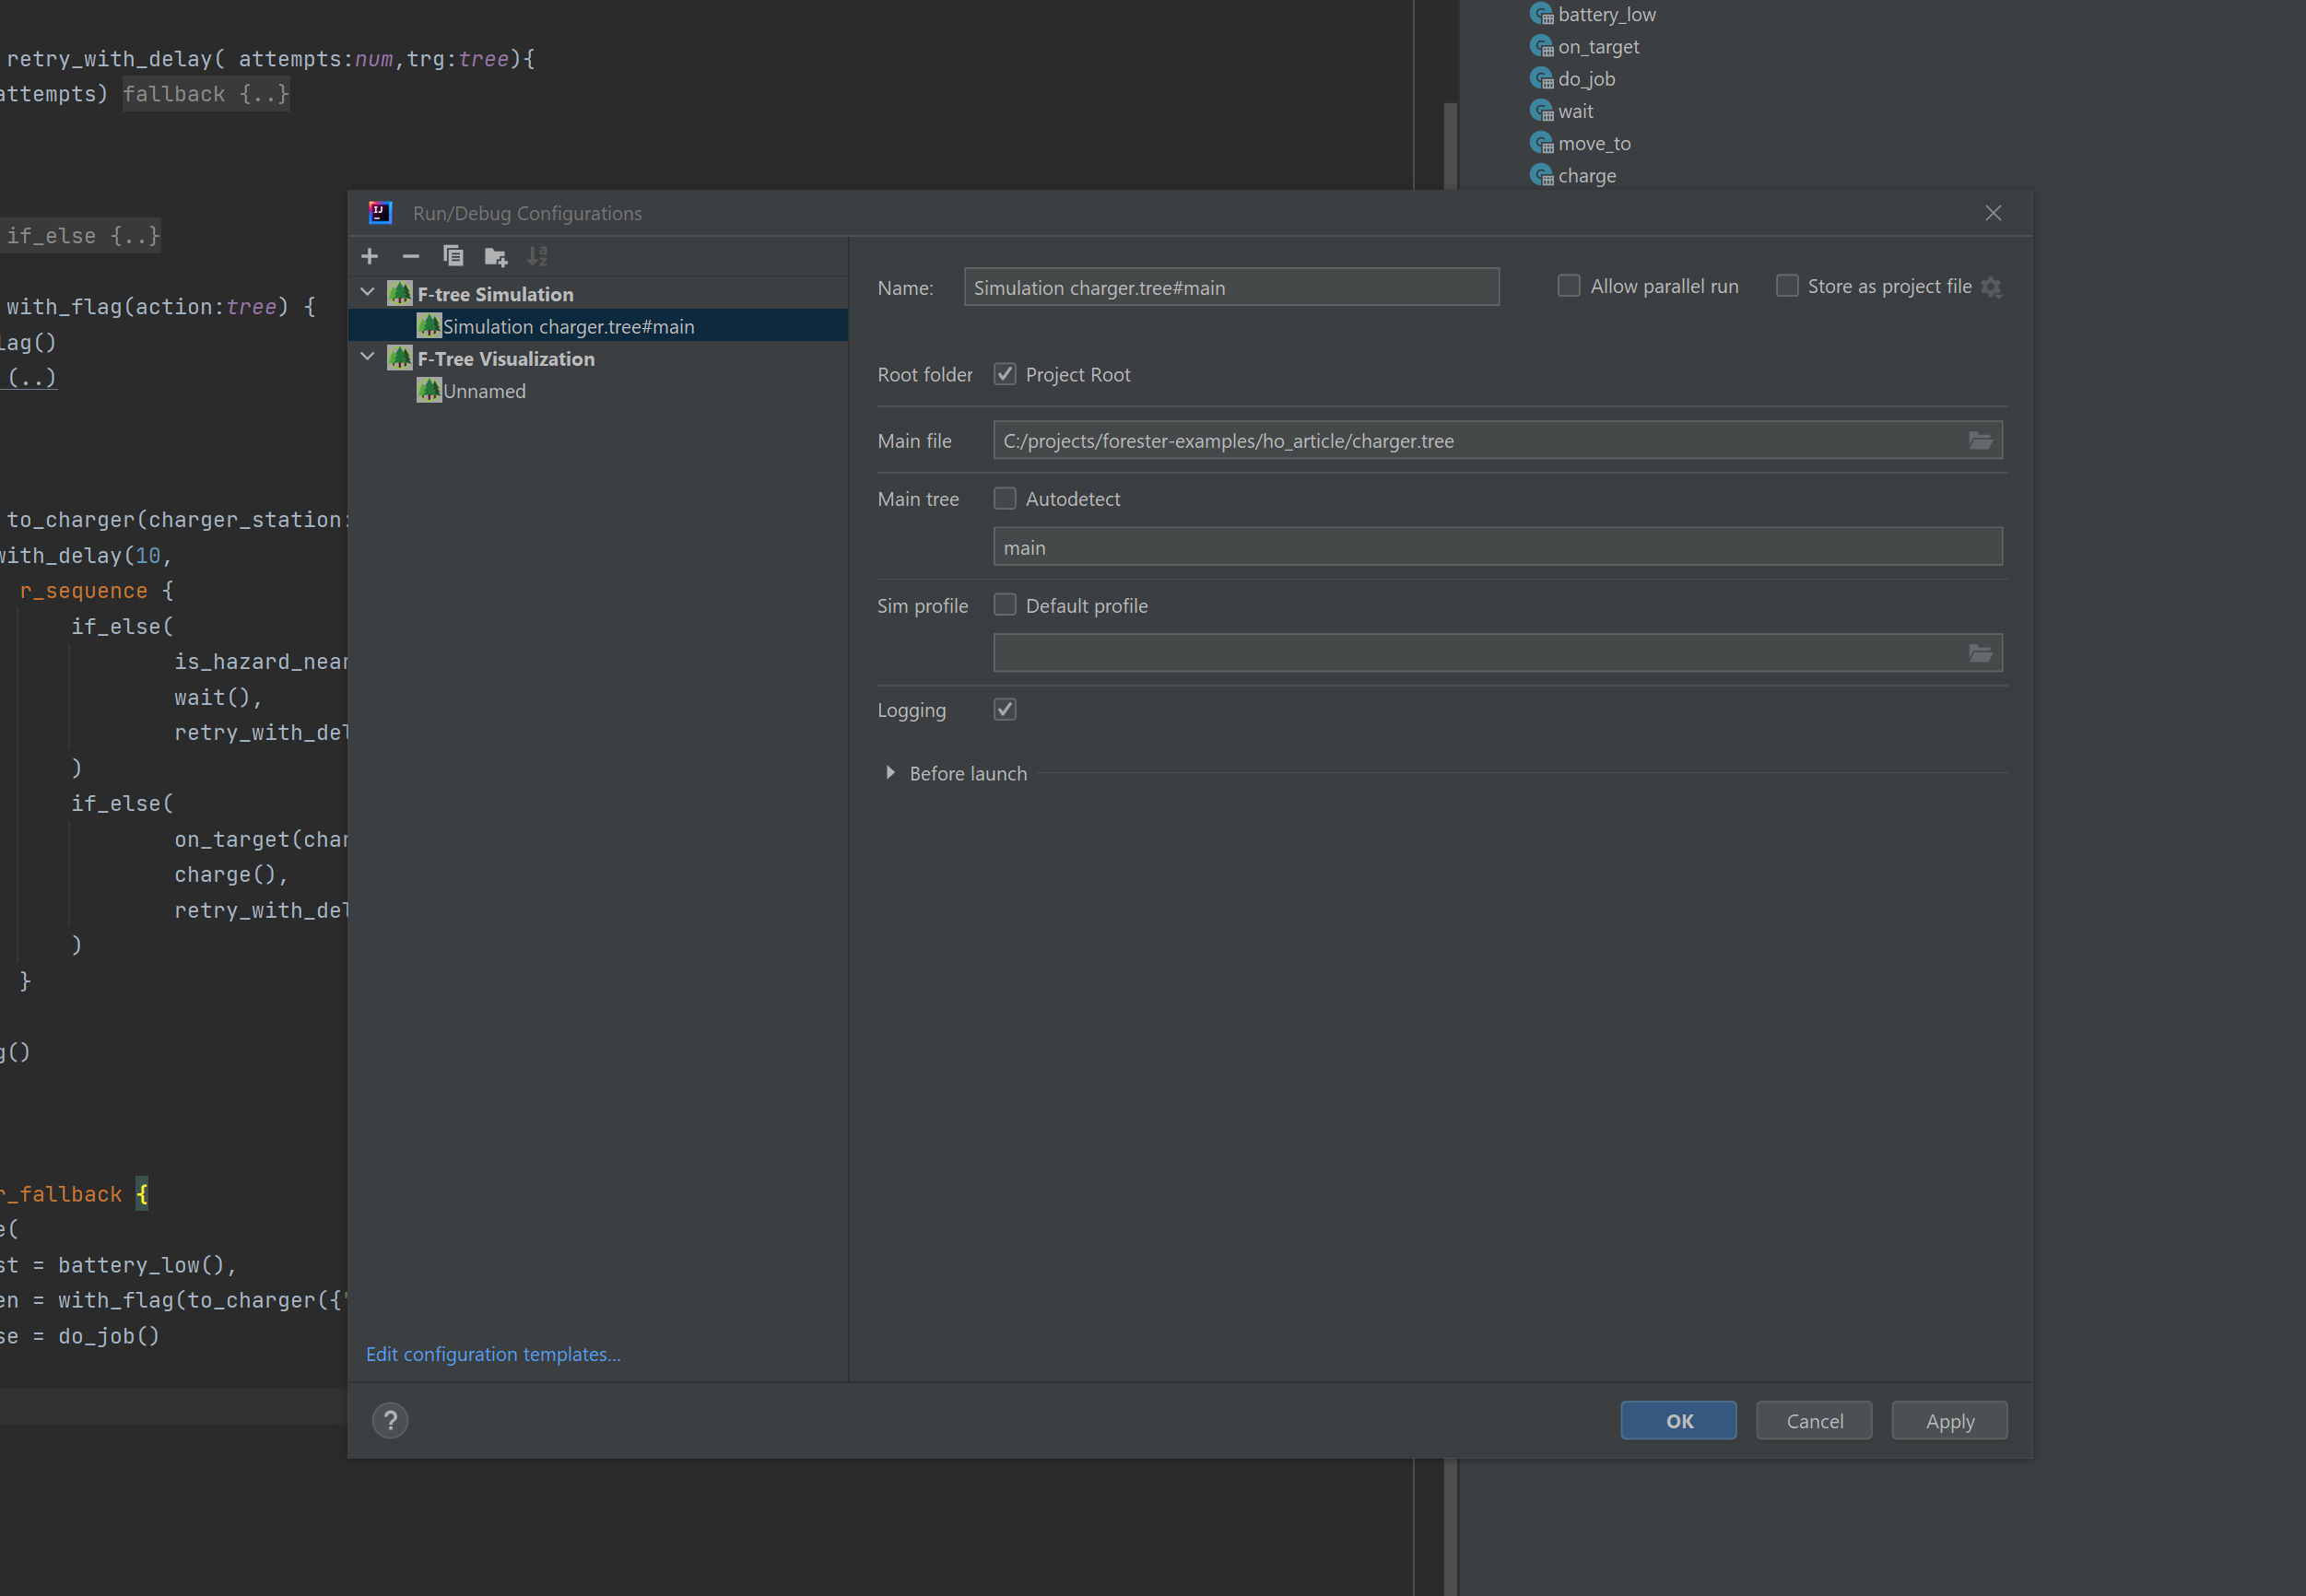 retry_with_delay( attempts:num,trg:tree){
attempts) fallback {..}
if_else {..}
with_flag(action:tree) {
lag()
(..)
to_charger(charger_station:
with_delay(10,
r_sequence {
if_else(
is_hazard_near
wait(),
retry_with_del
)
if_else(
on_target(char
charge(),
retry_with_del
)
}
g()
r_fallback {
e(
st = battery_low(),
en = with_flag(to_charger({"
se = do_job()
battery_low
on_target
do_job
wait
move_to
charge
Run/Debug Configurations
F-tree Simulation
Simulation charger.tree#main
F-Tree Visualization
Unnamed
Edit configuration templates...
?
Name: Simulation charger.tree#main Allow parallel run Store as project file
Root folder Project Root
Main file C:/projects/forester-examples/ho_article/charger.tree
Main tree Autodetect
main
Sim profile Default profile
Logging
Before launch
OK Cancel Apply